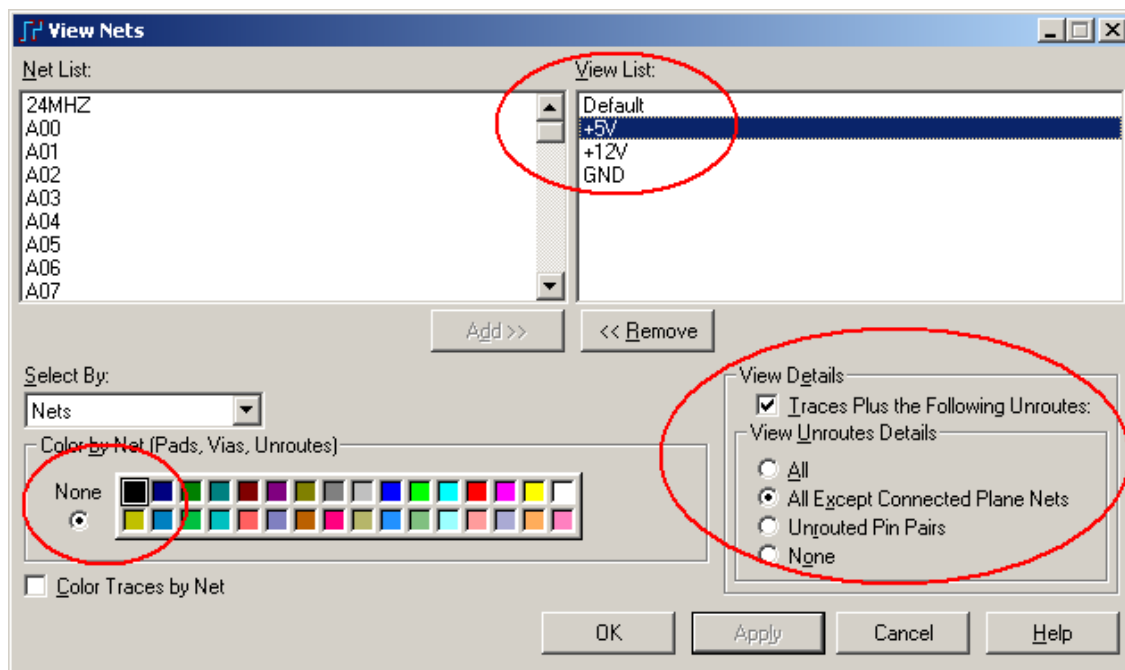 View Nets
Net List:
24MHZ
A00
A01
A02
A03
A04
A05
A06
A07
View List:
Default
+5V
+12V
GND
Add >>
<< Remove
Select By:
Nets
Color by Net (Pads, Vias, Unroutes)
None
Color Traces by Net
View Details
Traces Plus the Following Unroutes:
View Unroutes Details
All
All Except Connected Plane Nets
Unrouted Pin Pairs
None
OK
Apply
Cancel
Help